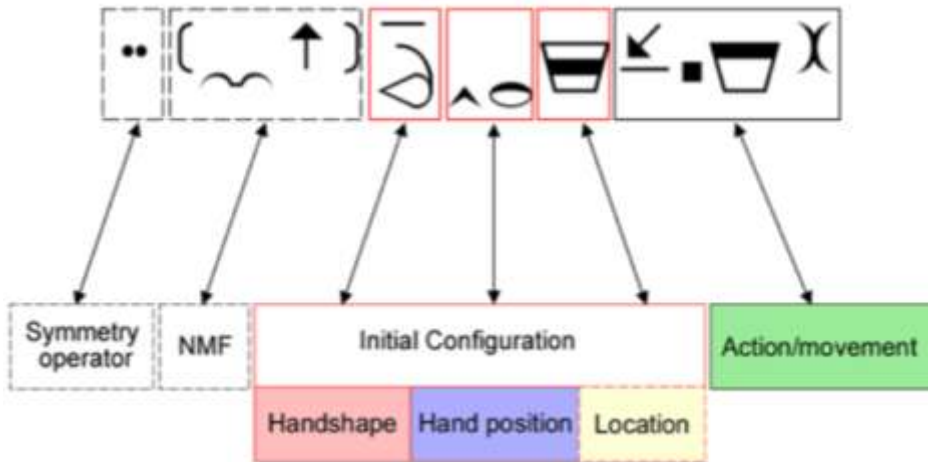 Symmetry
operator
NMF
Initial Configuration
Action/movement
Handshape
Hand position
Location